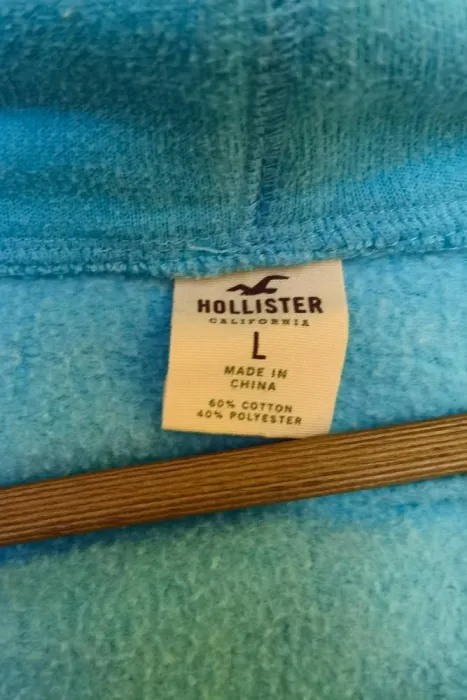 HOLLISTER
CALIFORNIA
L
MADE IN
CHINA
60% COTTON
40% POLYESTER